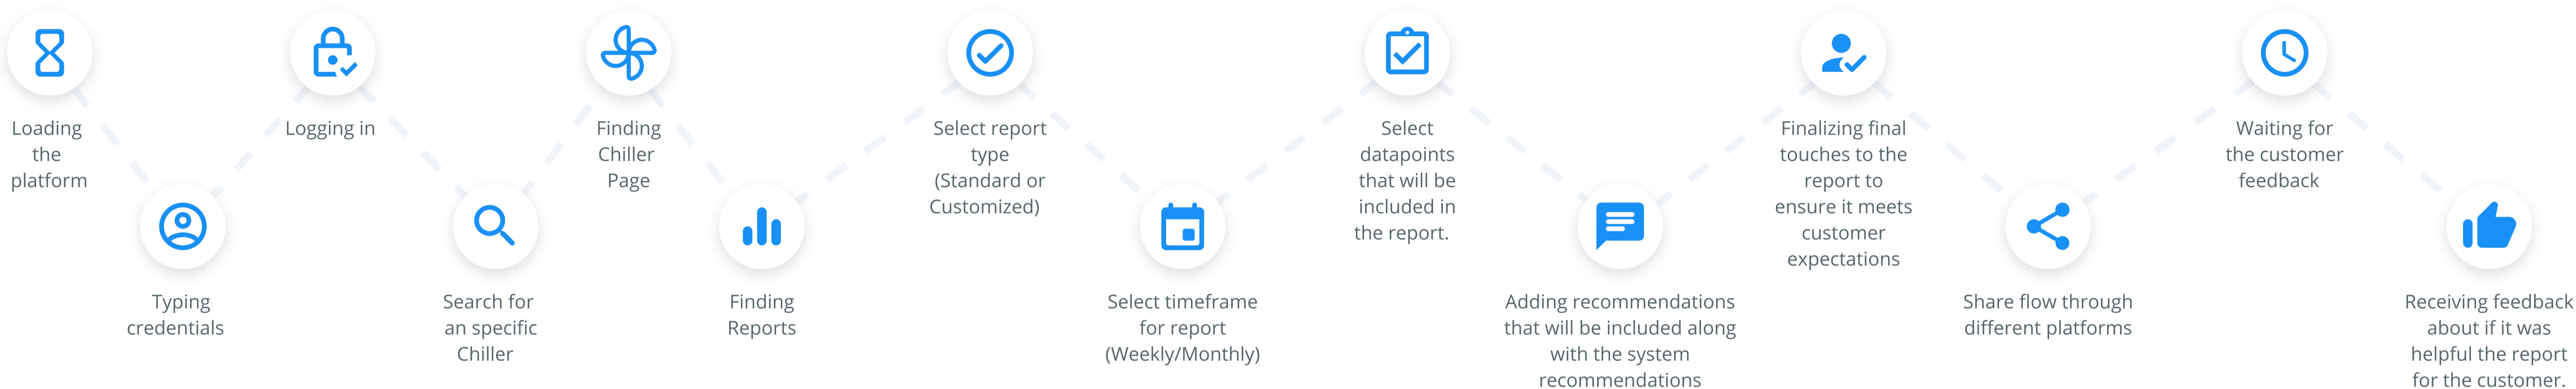 Loading
the
platform
Typing
credentials
Logging in
Search for
an specific
Chiller
Finding
Chiller
Page
Finding
Reports
Select report
type
(Standard or
Customized)
Select timeframe
for report
(Weekly/Monthly)
Select
datapoints
that will be
included in
the report.
Adding recommendations
that will be included along
with the system
recommendations
Finalizing final
touches to the
report to
ensure it meets
customer
expectations
Share flow through
different platforms
Waiting for
the customer
feedback
Receiving feedback
about if it was
helpful the report
for the customer.